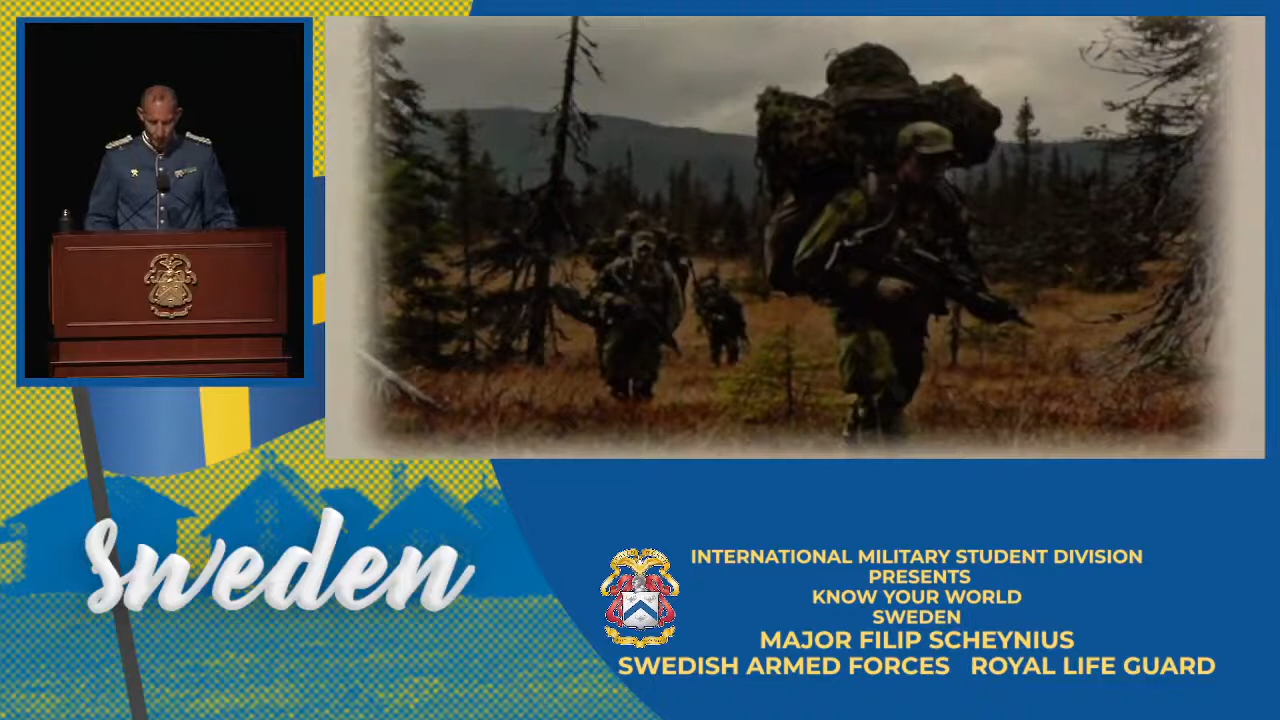 Sweden
INTERNATIONAL MILITARY STUDENT DIVISION
PRESENTS
KNOW YOUR WORLD
SWEDEN
MAJOR FILIP SCHEYNIUS
SWEDISH ARMED FORCES ROYAL LIFE GUARD